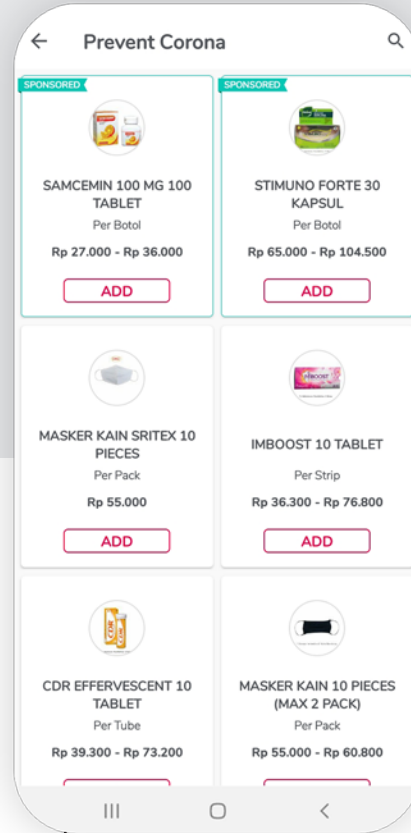 Prevent Corona
SPONSORED
SAMCEMIN 100 MG 100
TABLET
Per Botol
Rp 27.000 - Rp 36.000
ADD
SPONSORED
STIMUNO FORTE 30
KAPSUL
Per Botol
Rp 65.000 - Rp 104.500
ADD
MASKER KAIN SRITEX 10
PIECES
Per Pack
Rp 55.000
ADD
IMBOOST
IMBOOST 10 TABLET
Per Strip
Rp 36.300 - Rp 76.800
ADD
CDR
CDR EFFERVESCENT 10
TABLET
Per Tube
Rp 39.300 - Rp 73.200
MASKER KAIN 10 PIECES
(MAX 2 PACK)
Per Pack
Rp 55.000 - Rp 60.800